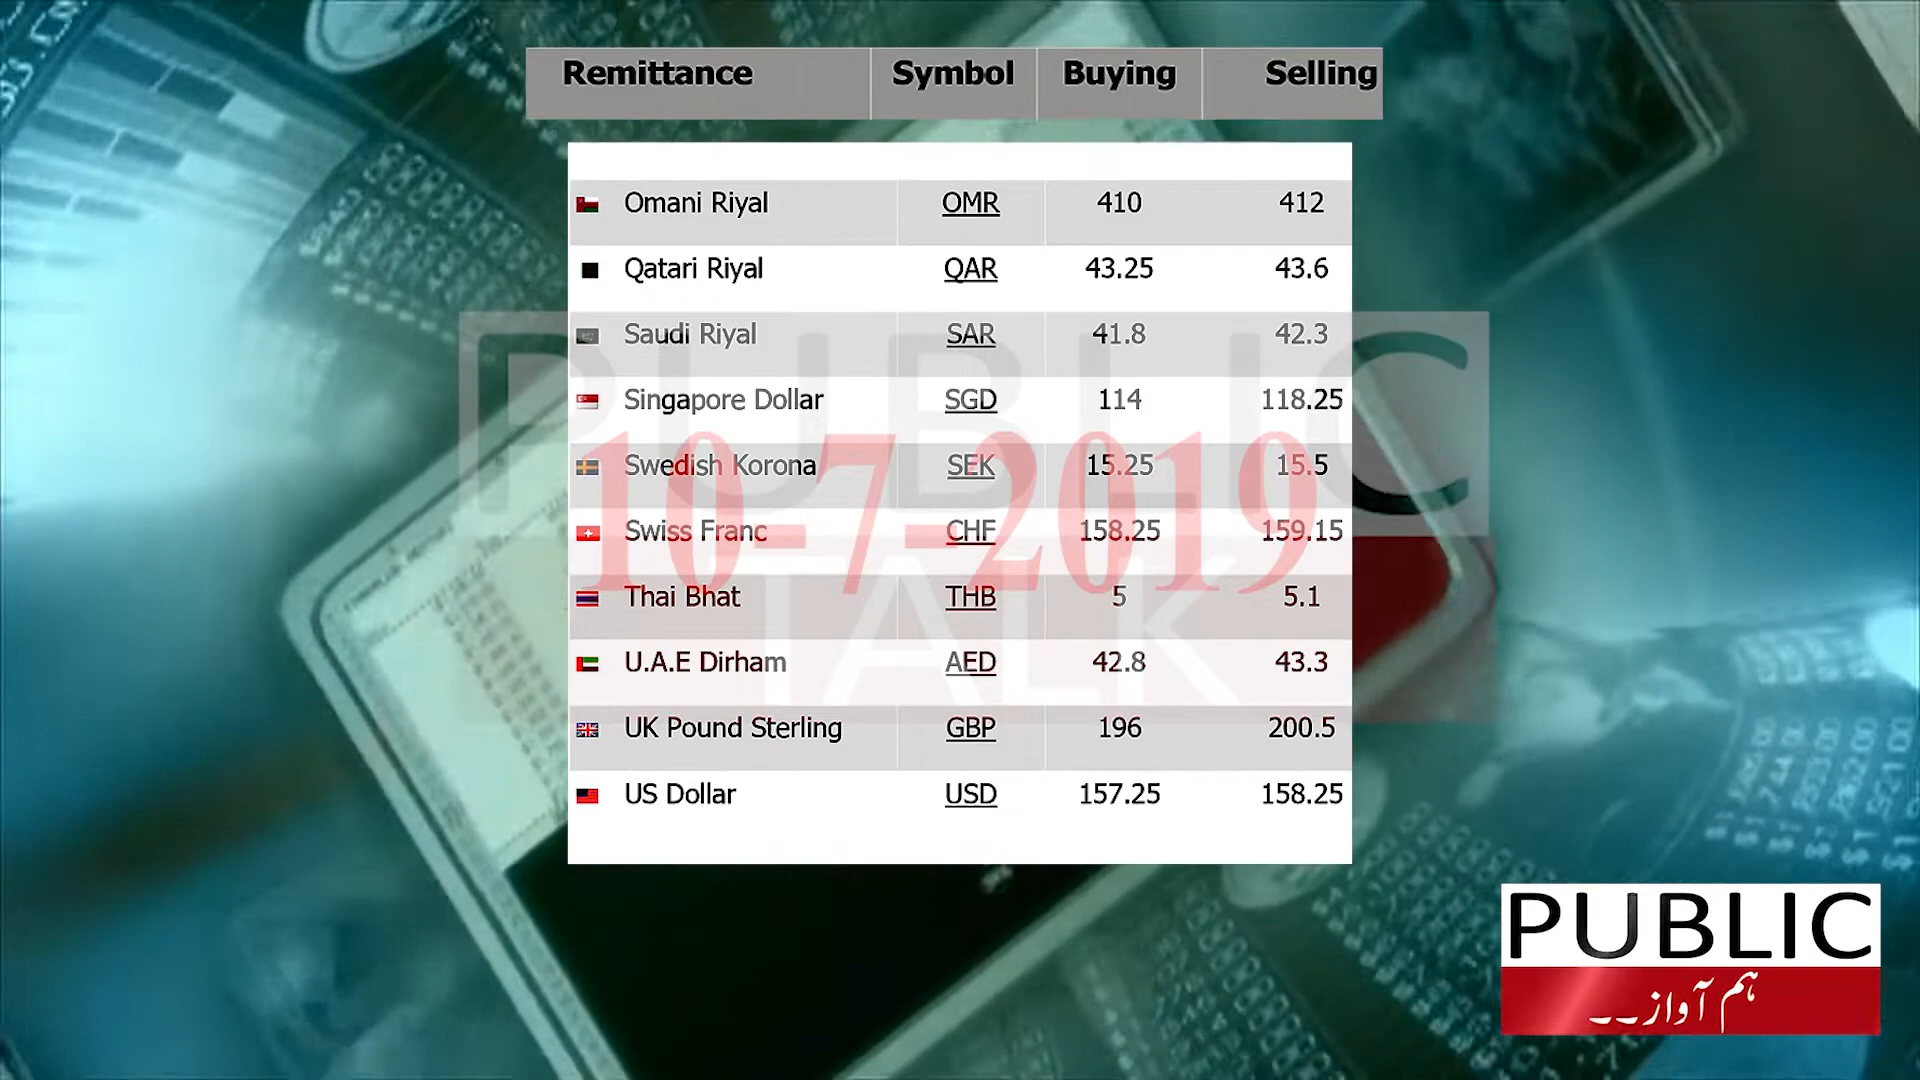 Remittance Symbol Buying Selling
Omani Riyal OMR 410 412
Qatari Riyal QAR 43.25 43.6
Saudi Riyal SAR 41.8 42.3
Singapore Dollar SGD 114 118.25
Swedish Korona SEK 15.25 15.5
Swiss Franc CHF 158.25 159.15
Thai Bhat THB 5 5.1
U.A.E Dirham AED 42.8 43.3
UK Pound Sterling GBP 196 200.5
US Dollar USD 157.25 158.25
PUBLIC
TALK
10-7-2019
PUBLIC
ہم آواز--